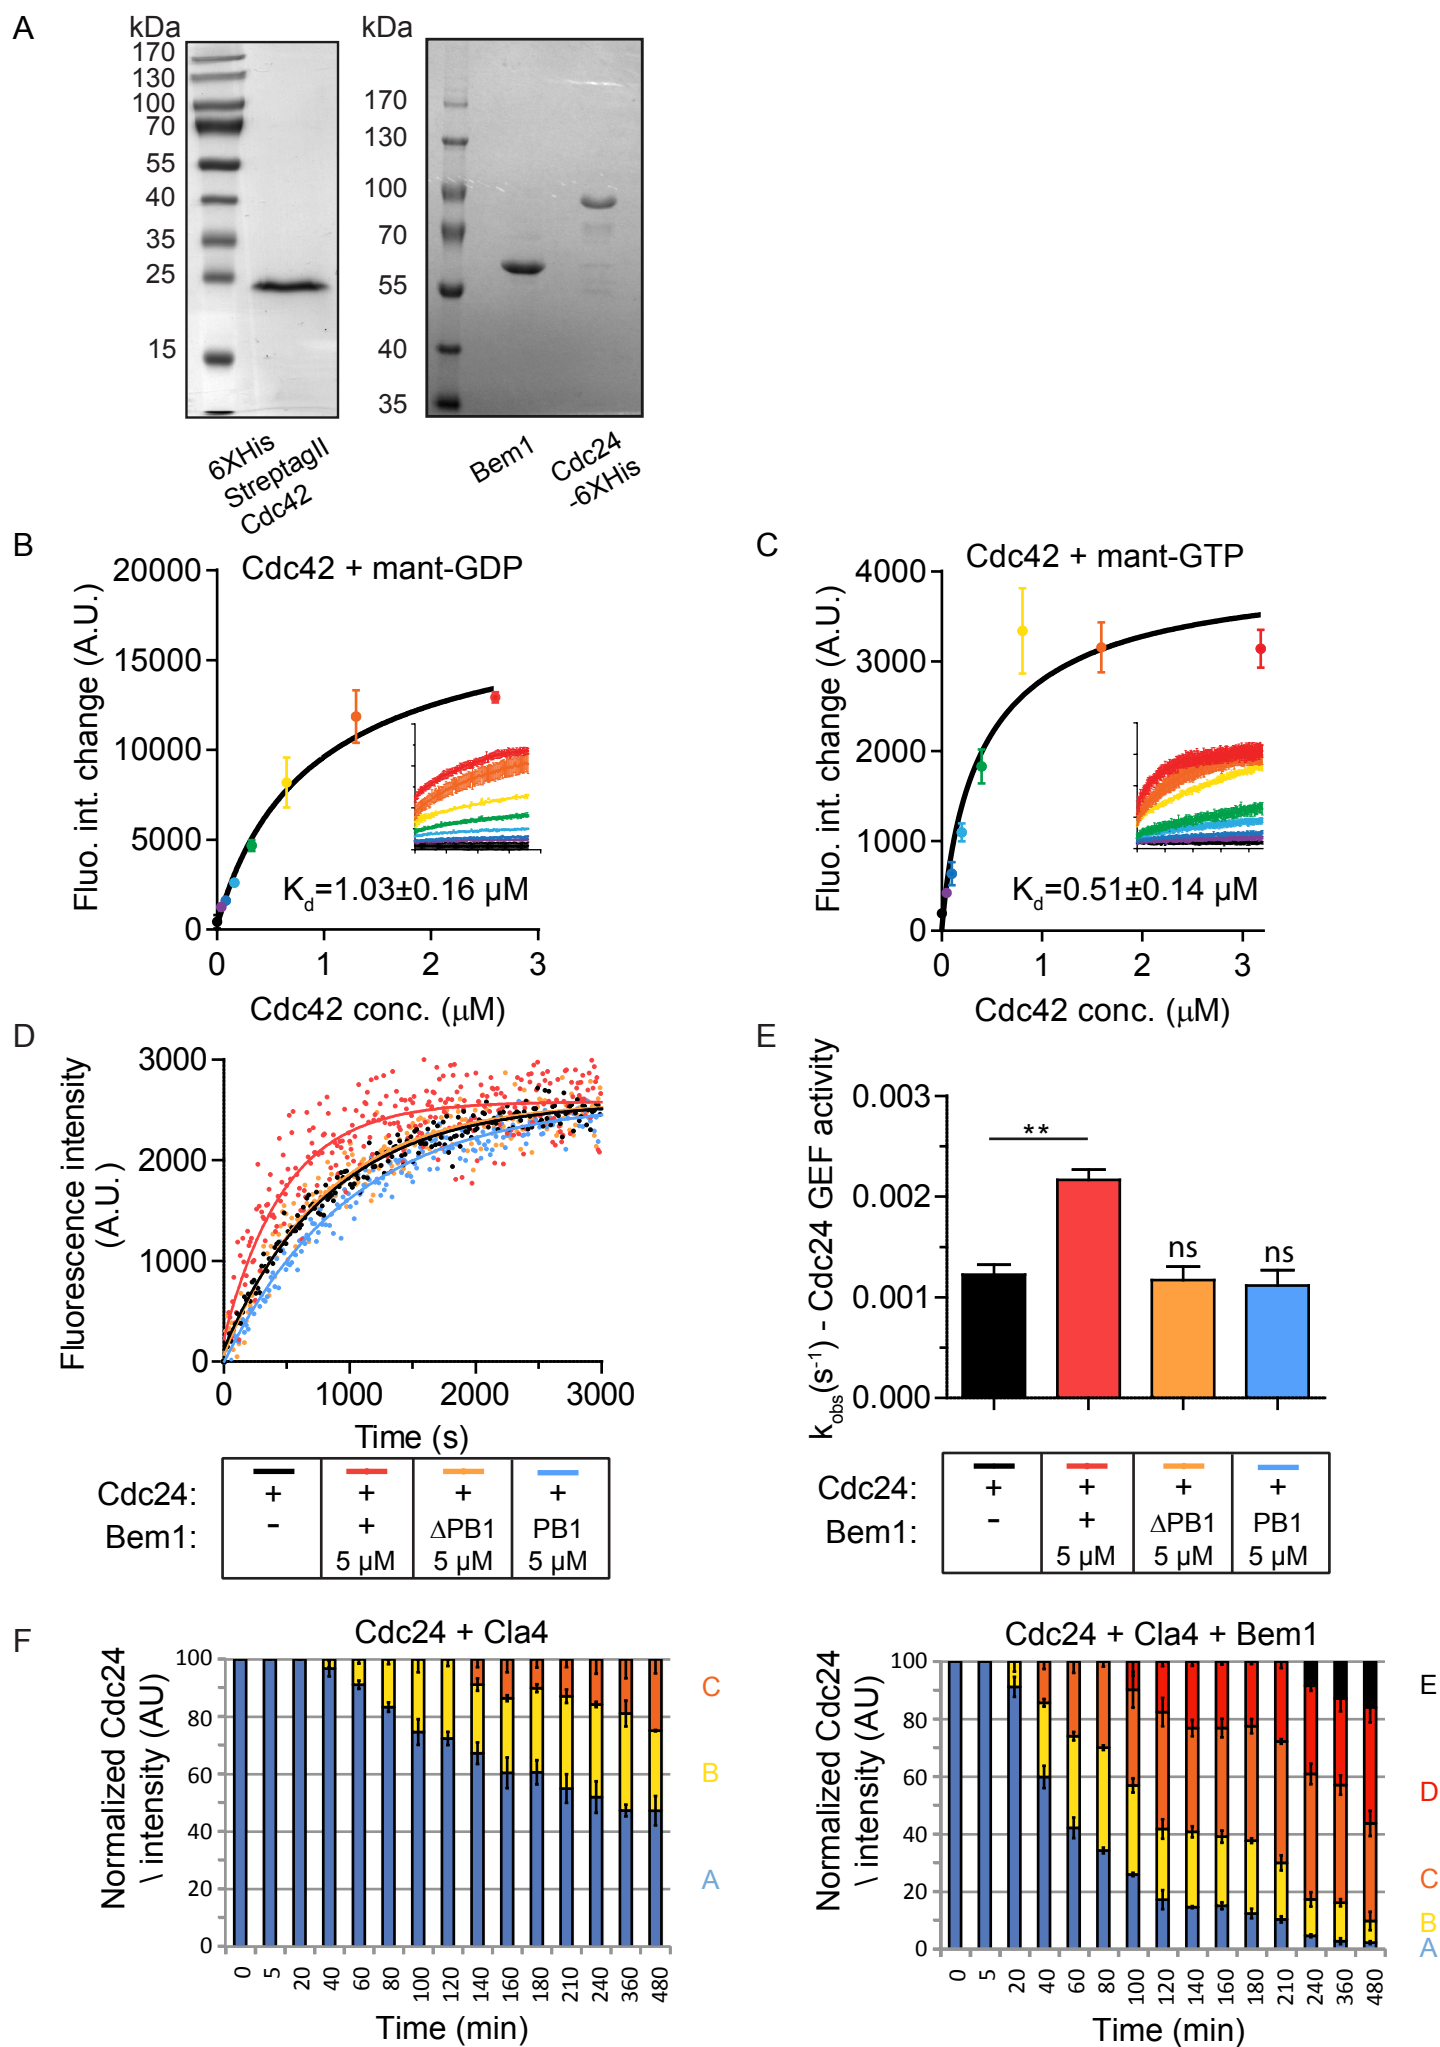 A
kDa
170
130
100
70
55
40
35
25
15
6XHis
StreptagII
Cdc42
kDa
170
130
100
70
55
40
35
Bem1
Cdc24
-6XHis
B
Cdc42 + mant-GDP
Fluo. int. change (A.U.)
20000
15000
10000
5000
0
Kd=1.03±0.16 µM
0 1 2 3
Cdc42 conc. (µM)
C
Cdc42 + mant-GTP
Fluo. int. change (A.U.)
4000
3000
2000
1000
0
Kd=0.51±0.14 µM
0 1 2 3
Cdc42 conc. (µM)
D
Fluorescence intensity
(A.U.)
3000
2000
1000
0
0 1000 2000 3000
Time (s)
Cdc24: + + + +
Bem1: - + ΔPB1 PB1
5 µM 5 µM 5 µM
E
kobs(s-1) - Cdc24 GEF activity
0.003
0.002
0.001
0.000
**
ns
ns
Cdc24: + + + +
Bem1: - + ΔPB1 PB1
5 µM 5 µM 5 µM
F
Cdc24 + Cla4
Normalized Cdc24
\ intensity (AU)
100
80
60
40
20
0
0 5 20 40 60 80 100 120 140 160 180 210 240 360 480
Time (min)
C
B
A
Cdc24 + Cla4 + Bem1
Normalized Cdc24
\ intensity (AU)
100
80
60
40
20
0
0 5 20 40 60 80 100 120 140 160 180 210 240 360 480
Time (min)
E
D
C
B
A